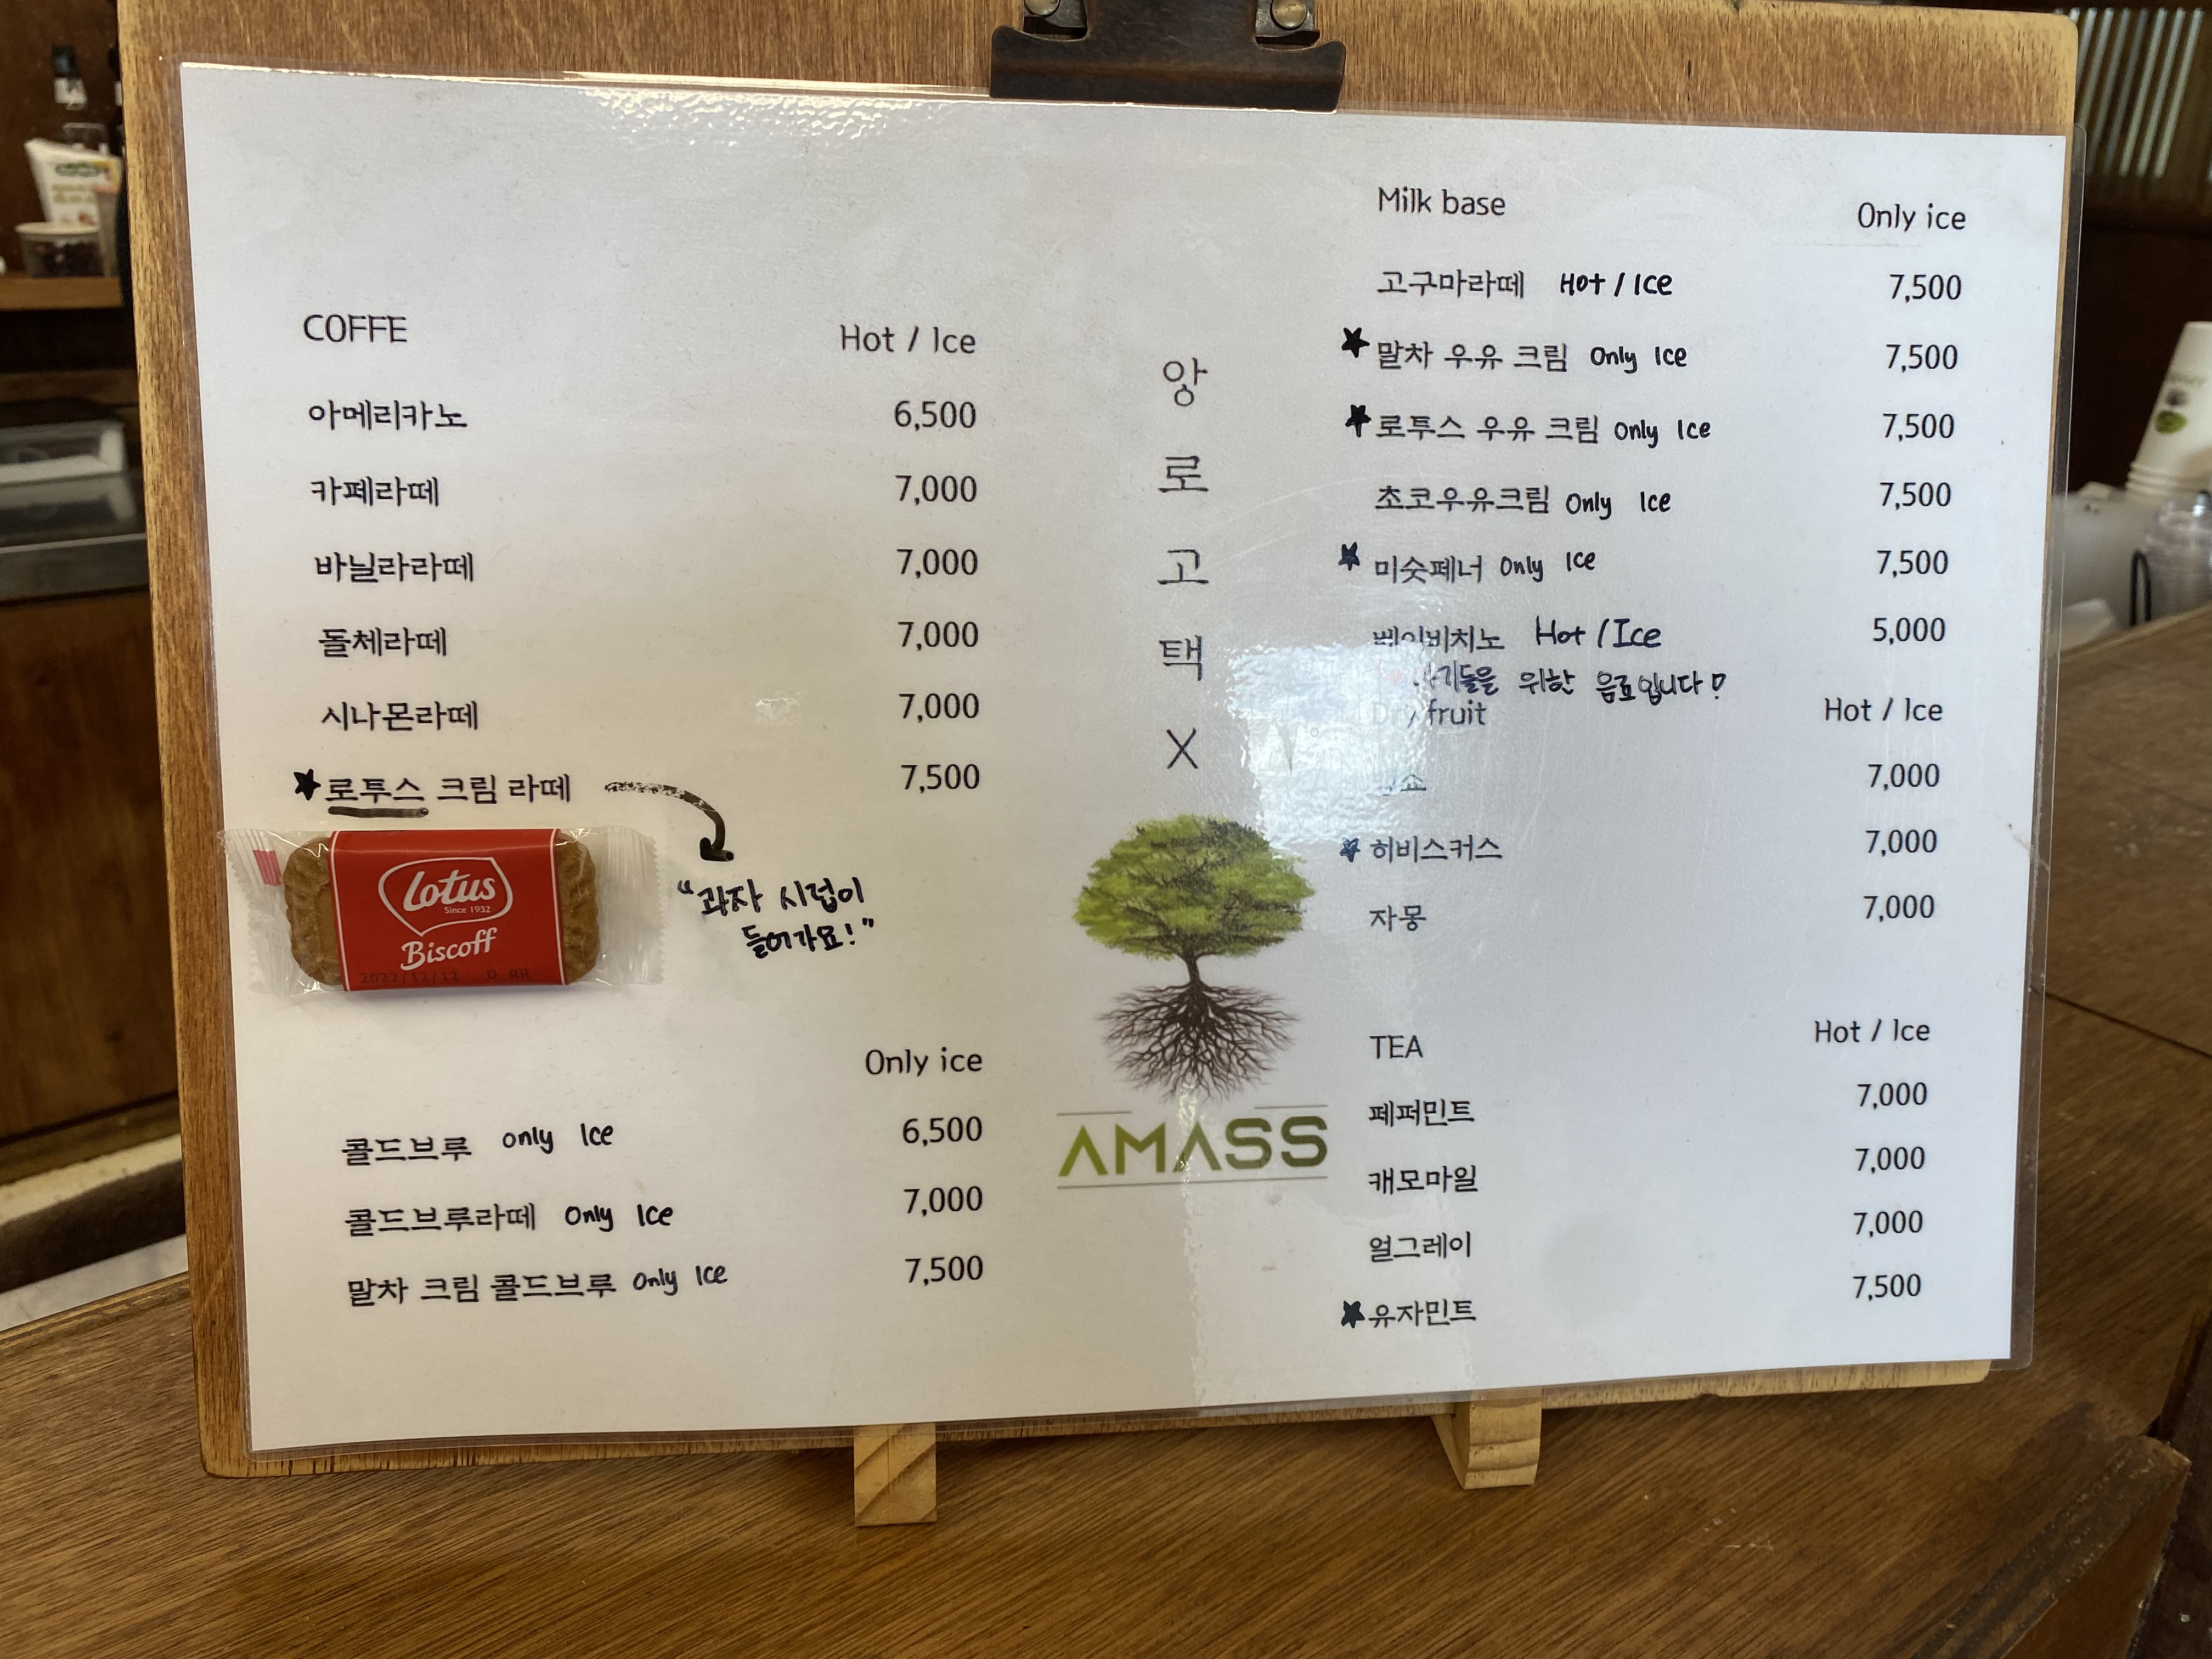 COFFE Hot / Ice
아메리카노 6,500
카페라떼 7,000
바닐라라떼 7,000
돌체라떼 7,000
시나몬라떼 7,000
★로투스 크림 라떼 7,500
Lotus
Since 1932
Biscoff
2022/12/12 D RR
"과자 시럽이
들어가요!"
Only ice
콜드브루 only Ice 6,500
콜드브루라떼 Only Ice 7,000
말차 크림 콜드브루 Only Ice 7,500
앙
로
고
택
X
AMASS
Milk base Only ice
고구마라떼 Hot / Ice 7,500
★말차 우유 크림 Only Ice 7,500
★로투스 우유 크림 Only Ice 7,500
초코우유크림 Only Ice 7,500
★미숫페너 Only Ice 7,500
베이비치노 Hot / Ice 5,000
위한 음료입니다!
Dry fruit Hot / Ice
7,000
★히비스커스 7,000
자몽 7,000
TEA Hot / Ice
페퍼민트 7,000
캐모마일 7,000
얼그레이 7,000
★유자민트 7,500